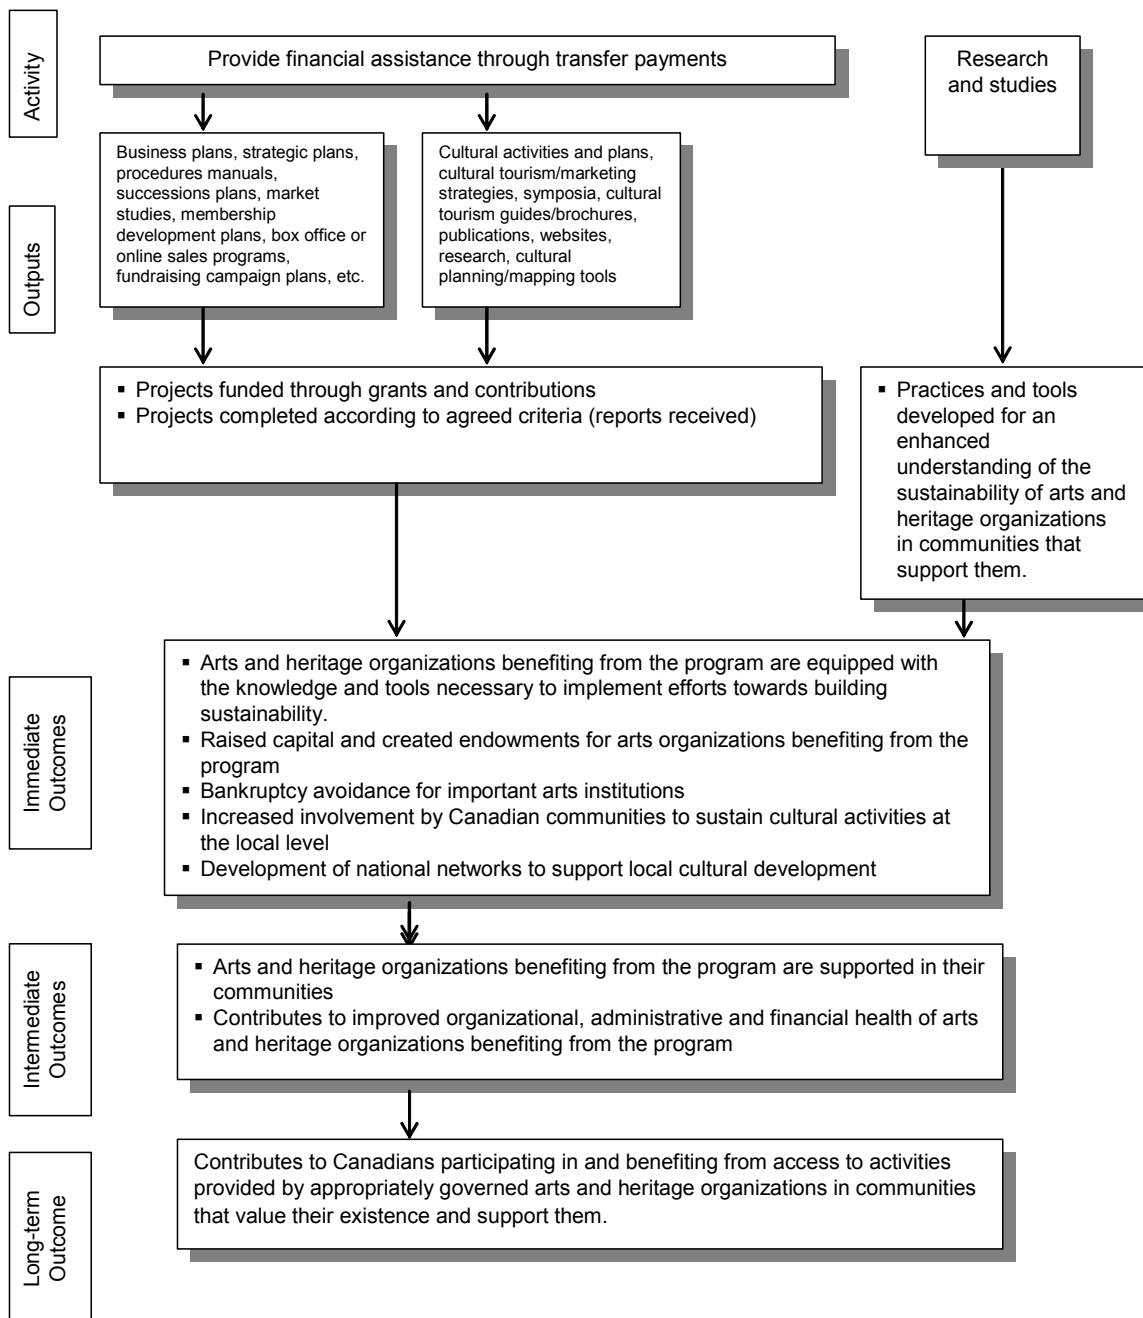 Activity
Provide financial assistance through transfer payments
Research
and studies
Outputs
Business plans, strategic plans,
procedures manuals,
successions plans, market
studies, membership
development plans, box office or
online sales programs,
fundraising campaign plans, etc.
Cultural activities and plans,
cultural tourism/marketing
strategies, symposia, cultural
tourism guides/brochures,
publications, websites,
research, cultural
planning/mapping tools
▪ Projects funded through grants and contributions
▪ Projects completed according to agreed criteria (reports received)
▪ Practices and tools
developed for an
enhanced
understanding of the
sustainability of arts and
heritage organizations
in communities that
support them.
Immediate
Outcomes
▪ Arts and heritage organizations benefiting from the program are equipped with
the knowledge and tools necessary to implement efforts towards building
sustainability.
▪ Raised capital and created endowments for arts organizations benefiting from the
program
▪ Bankruptcy avoidance for important arts institutions
▪ Increased involvement by Canadian communities to sustain cultural activities at
the local level
▪ Development of national networks to support local cultural development
Intermediate
Outcomes
▪ Arts and heritage organizations benefiting from the program are supported in their
communities
▪ Contributes to improved organizational, administrative and financial health of arts
and heritage organizations benefiting from the program
Long-term
Outcome
Contributes to Canadians participating in and benefiting from access to activities
provided by appropriately governed arts and heritage organizations in communities
that value their existence and support them.